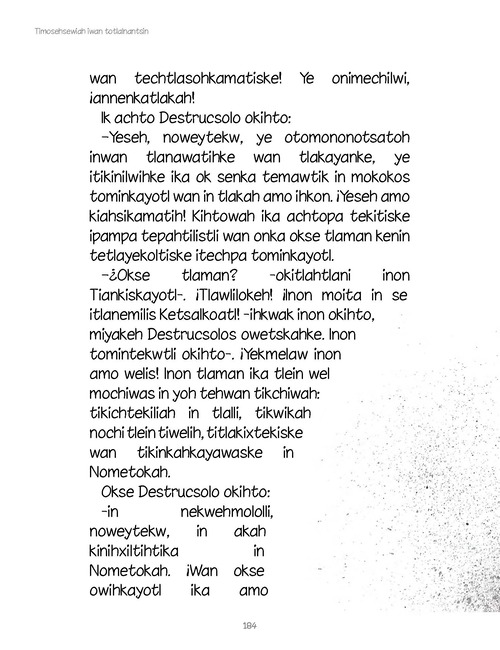 Timosehsewiah iwan totlalnantsin
wan techtlasohkamatiske! Ye onimechilwi,
¡annenkatlakah!
Ik achto Destrucsolo okihto:
–Yeseh, noweytekw, ye otomononotsatoh
inwan tlanawatihke wan tlakayanke, ye
itikinilwihke ika ok senka temawtik in mokokos
tominkayotl wan in tlakah amo ihkon. ¡Yeseh amo
kiahsikamatih! Kihtowah ika achtopa tekitiske
ipampa tepahtilistli wan onka okse tlaman kenin
tetlayekoltiske itechpa tominkayotl.
–¿Okse tlaman? -okitlahtlani inon
Tiankiskayotl-. ¡Tlawlilokeh! ¡Inon moita in se
itlanemilis Ketsalkoatl! -ihkwak inon okihto,
miyakeh Destrucsolos owetskahke. Inon
tomintekwtli okihto-. ¡Yekmelaw inon
amo welis! Inon tlaman ika tlein wel
mochiwas in yoh tehwan tikchiwah:
tikichtekiliah in tlalli, tikwikah
nochi tlein tiwelih, titlakixtekiske
wan tikinkahkayawaske in
Nometokah.
Okse Destrucsolo okihto:
-in nekwehmololli,
noweytekw, in akah
kinihxiltihtika in
Nometokah. ¡Wan okse
owihkayotl ika amo
184